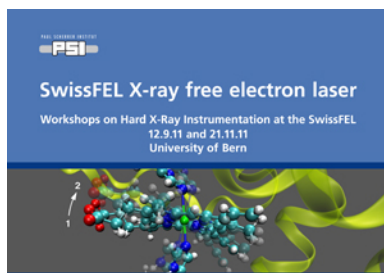 PAUL SCHERRER INSTITUT
PSI
SwissFEL X-ray free electron laser
Workshops on Hard X-Ray Instrumentation at the SwissFEL
12.9.11 and 21.11.11
University of Bern
2
1